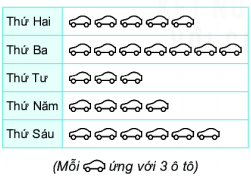 Thứ Hai
Thứ Ba
Thứ Tư
Thứ Năm
Thứ Sáu
(Mỗi ứng với 3 ô tô)